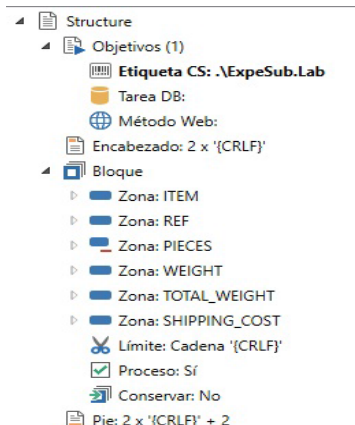 Structure
Objetivos (1)
Etiqueta CS: .\ExpeSub.Lab
Tarea DB:
Método Web:
Encabezado: 2 x '{CRLF}'
Bloque
Zona: ITEM
Zona: REF
Zona: PIECES
Zona: WEIGHT
Zona: TOTAL_WEIGHT
Zona: SHIPPING_COST
Límite: Cadena '{CRLF}'
Proceso: Sí
Conservar: No
Pie: 2 x '{CRLF}' + 2